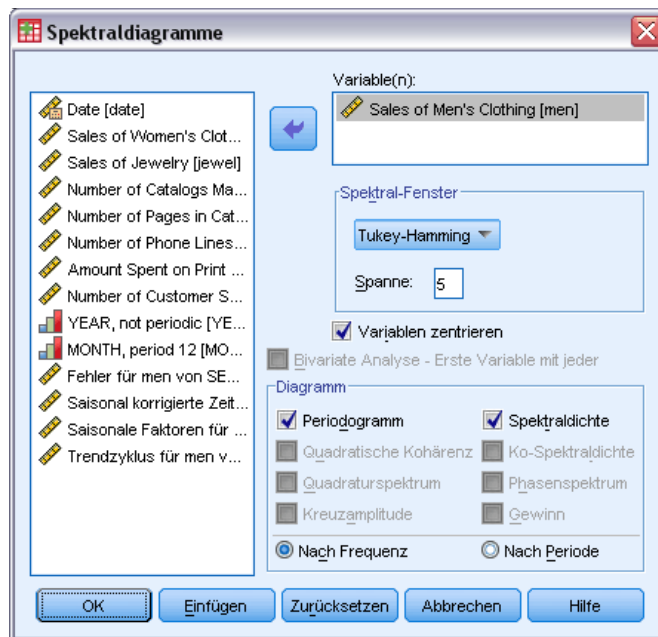 Spektraldiagramme
Date [date]
Sales of Women's Clot...
Sales of Jewelry [jewel]
Number of Catalogs Ma...
Number of Pages in Cat...
Number of Phone Lines...
Amount Spent on Print ...
Number of Customer S...
YEAR, not periodic [YE...
MONTH, period 12 [MO...
Fehler für men von SE...
Saisonal korrigierte Zeit...
Saisonale Faktoren für ...
Trendzyklus für men v...
Variable(n):
Sales of Men's Clothing [men]
Spektral-Fenster
Tukey-Hamming
Spanne: 5
Variablen zentrieren
Bivariate Analyse - Erste Variable mit jeder
Diagramm
Periodogramm Spektraldichte
Quadratische Kohärenz Ko-Spektraldichte
Quadraturspektrum Phasenspektrum
Kreuzamplitude Gewinn
Nach Frequenz Nach Periode
OK Einfügen Zurücksetzen Abbrechen Hilfe